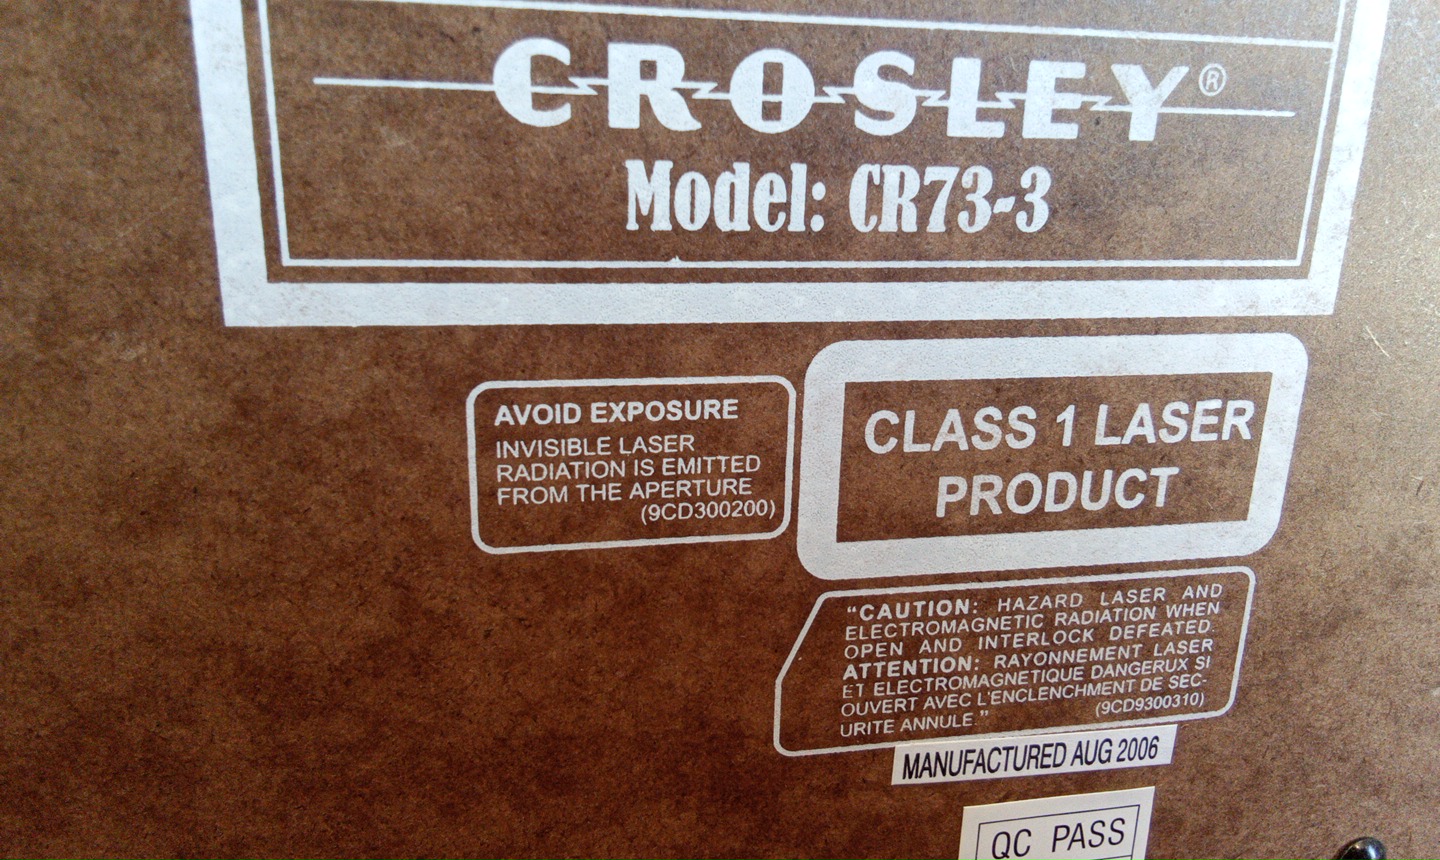 CROSLEY®
Model: CR73-3
AVOID EXPOSURE
INVISIBLE LASER
RADIATION IS EMITTED
FROM THE APERTURE
(9CD300200)
CLASS 1 LASER
PRODUCT
“CAUTION: HAZARD LASER AND
ELECTROMAGNETIC RADIATION WHEN
OPEN AND INTERLOCK DEFEATED.
ATTENTION: RAYONNEMENT LASER
ET ELECTROMAGNETIQUE DANGERUX SI
OUVERT AVEC L'ENCLENCHMENT DE SEC-
URITE ANNULE.” (9CD9300310)
MANUFACTURED AUG 2006
QC PASS